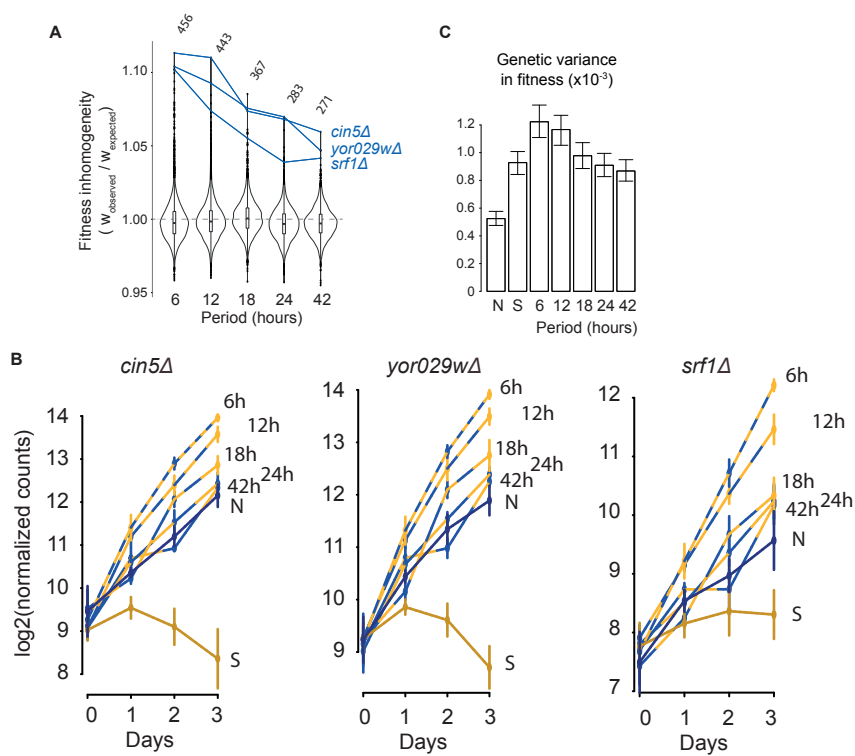 A
456
443
367
283
271
1.10
1.05
1.00
0.95
Fitness inhomogeneity
( w observed / w expected )
cin5Δ
yor029wΔ
srf1Δ
6 12 18 24 42
Period (hours)
C
Genetic variance
in fitness (x10-3)
1.2
1.0
0.8
0.6
0.4
0.2
0
N S 6 12 18 24 42
Period (hours)
B
cin5Δ
14
13
12
11
10
9
8
log2(normalized counts)
6h
12h
18h
24h
42h
N
S
0 1 2 3
Days
yor029wΔ
14
13
12
11
10
9
6h
12h
18h
24h
42h
N
S
0 1 2 3
Days
srf1Δ
12
11
10
9
8
7
6h
12h
18h
24h
42h
N
S
0 1 2 3
Days